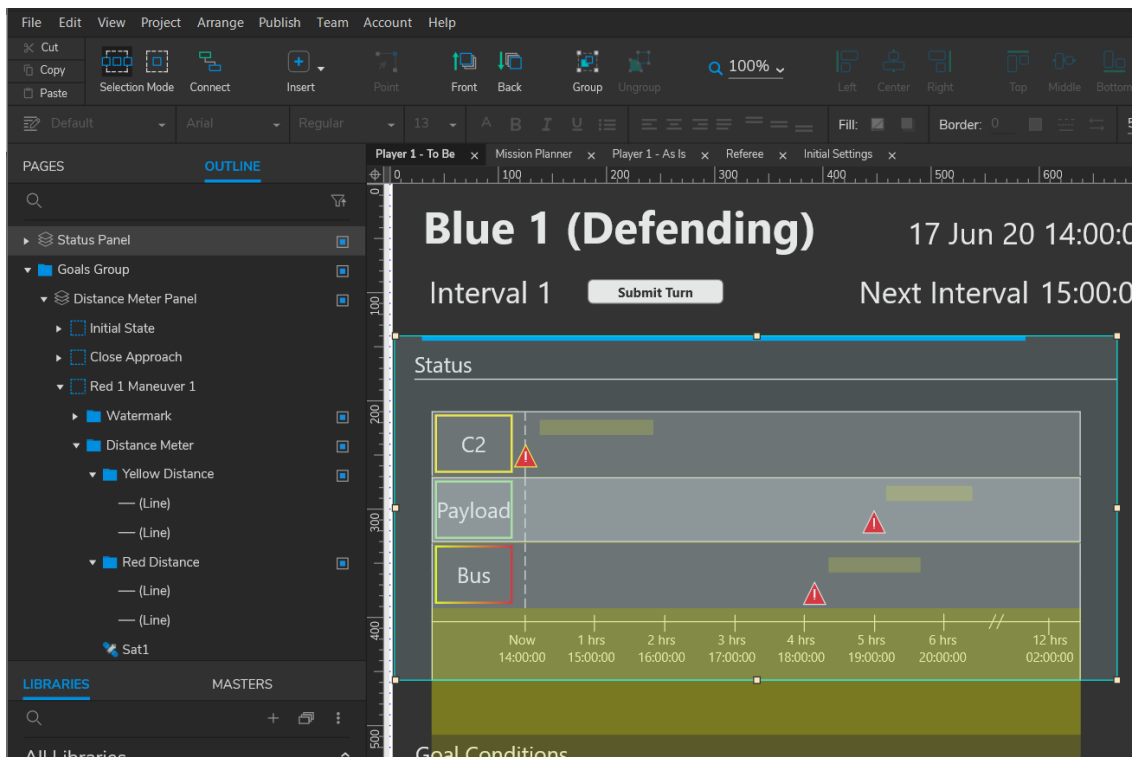 File Edit View Project Arrange Publish Team Account Help
Cut
Copy
Paste
Selection Mode Connect Insert Point Front Back Group Ungroup 100% Left Center Right Top Middle Bottom
Default Arial Regular 13 A B I U Fill: Border: 0
PAGES OUTLINE
Player 1 - To Be x Mission Planner x Player 1 - As Is x Referee x Initial Settings x
0 100 200 300 400 500 600
0
100
200
300
400
500
Status Panel
Goals Group
Distance Meter Panel
Initial State
Close Approach
Red 1 Maneuver 1
Watermark
Distance Meter
Yellow Distance
(Line)
(Line)
Red Distance
(Line)
(Line)
Sat1
LIBRARIES MASTERS
All Libraries
Blue 1 (Defending) 17 Jun 20 14:00:0
Interval 1 Submit Turn Next Interval 15:00:0
Status
C2
Payload
Bus
Now 1 hrs 2 hrs 3 hrs 4 hrs 5 hrs 6 hrs 12 hrs
14:00:00 15:00:00 16:00:00 17:00:00 18:00:00 19:00:00 20:00:00 02:00:00
Goal Conditions